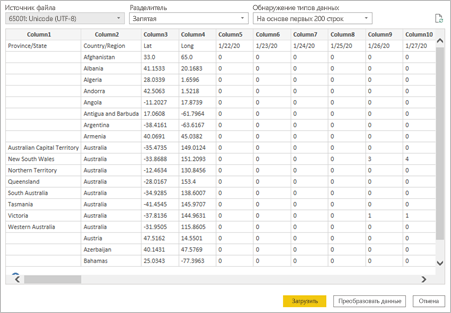 Источник файла Разделитель Обнаружение типов данных
65001: Unicode (UTF-8) Запятая На основе первых 200 строк
Column1 Column2 Column3 Column4 Column5 Column6 Column7 Column8 Column9 Column10
Province/State Country/Region Lat Long 1/22/20 1/23/20 1/24/20 1/25/20 1/26/20 1/27/20
Afghanistan 33.0 65.0 0 0 0 0 0 0
Albania 41.1533 20.1683 0 0 0 0 0 0
Algeria 28.0339 1.6596 0 0 0 0 0 0
Andorra 42.5063 1.5218 0 0 0 0 0 0
Angola -11.2027 17.8739 0 0 0 0 0 0
Antigua and Barbuda 17.0608 -61.7964 0 0 0 0 0 0
Argentina -38.4161 -63.6167 0 0 0 0 0 0
Armenia 40.0691 45.0382 0 0 0 0 0 0
Australian Capital Territory Australia -35.4735 149.0124 0 0 0 0 0 0
New South Wales Australia -33.8688 151.2093 0 0 0 0 3 4
Northern Territory Australia -12.4634 130.8456 0 0 0 0 0 0
Queensland Australia -28.0167 153.4 0 0 0 0 0 0
South Australia Australia -34.9285 138.6007 0 0 0 0 0 0
Tasmania Australia -41.4545 145.9707 0 0 0 0 0 0
Victoria Australia -37.8136 144.9631 0 0 0 0 1 1
Western Australia Australia -31.9505 115.8605 0 0 0 0 0 0
Austria 47.5162 14.5501 0 0 0 0 0 0
Azerbaijan 40.1431 47.5769 0 0 0 0 0 0
Bahamas 25.0343 -77.3963 0 0 0 0 0 0
Загрузить Преобразовать данные Отмена